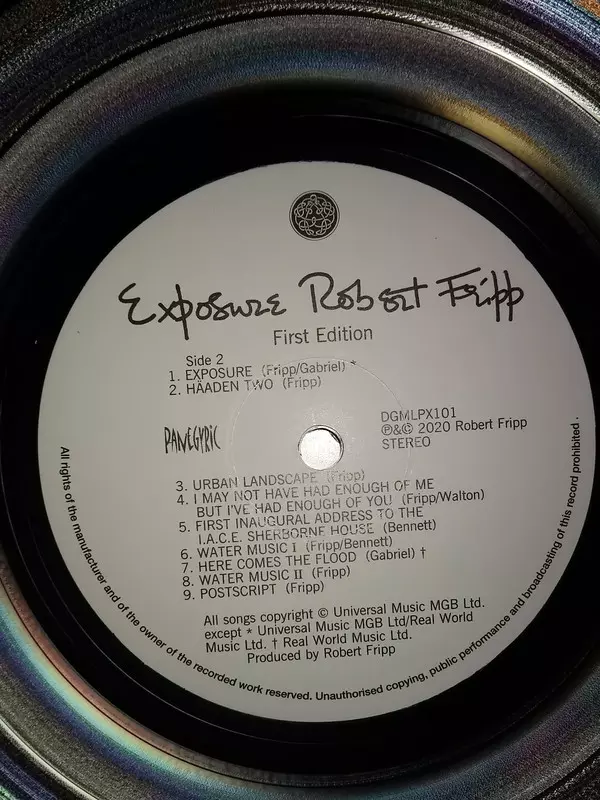 Exposure Robert Fripp
First Edition
Side 2
1. EXPOSURE (Fripp/Gabriel) *
2. HÄADEN TWO (Fripp)
PANEGYRIC
DGMLPX101
℗&© 2020 Robert Fripp
STEREO
3. URBAN LANDSCAPE (Fripp)
4. I MAY NOT HAVE HAD ENOUGH OF ME
BUT I'VE HAD ENOUGH OF YOU (Fripp/Walton)
5. FIRST INAUGURAL ADDRESS TO THE
I.A.C.E. SHERBORNE HOUSE (Bennett)
6. WATER MUSIC I (Fripp/Bennett)
7. HERE COMES THE FLOOD (Gabriel) †
8. WATER MUSIC II (Fripp)
9. POSTSCRIPT (Fripp)
All songs copyright © Universal Music MGB Ltd.
except * Universal Music MGB Ltd/Real World
Music Ltd. † Real World Music Ltd.
Produced by Robert Fripp
All rights of the manufacturer and of the owner of the recorded work reserved. Unauthorised copying, public performance and broadcasting of this record prohibited.